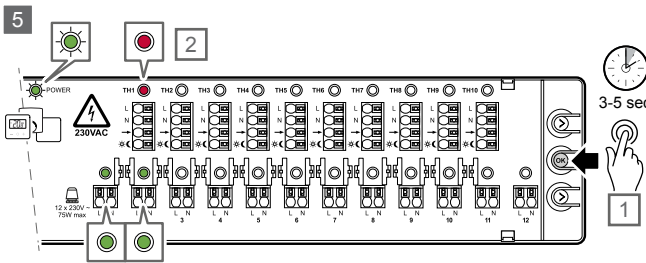 5
2
POWER
TH1 TH2 TH3 TH4 TH5 TH6 TH7 TH8 TH9 TH10
230VAC
L
N
3-5 sec
OK
1
12 x 230V ~
75W max
L N L N L N L N L N L N L N L N L N L N L N L N
3 4 5 6 7 8 9 10 11 12